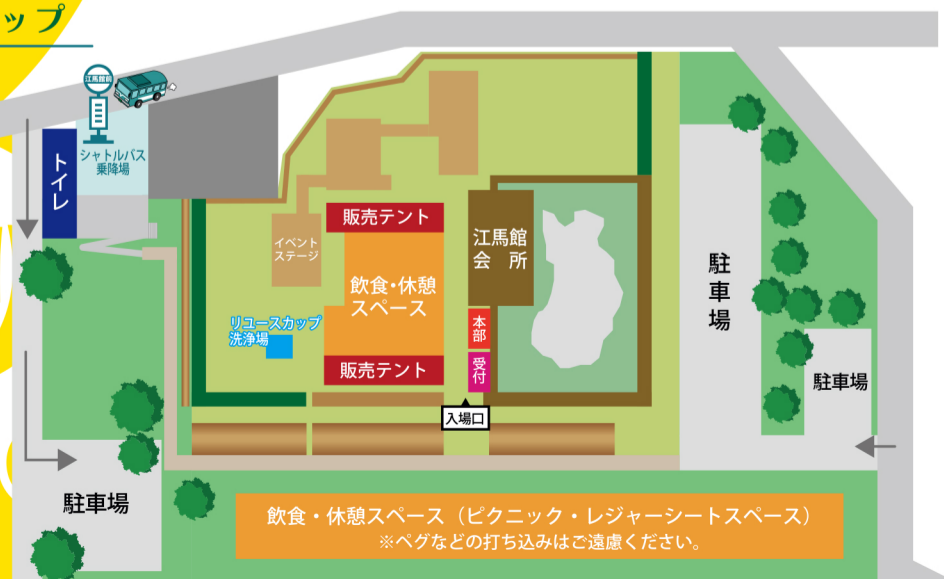 ップ
江馬館前
シャトルバス
乗降場
トイレ
イベント
ステージ
販売テント
飲食・休憩
スペース
リユースカップ
洗浄場
販売テント
江馬館
会 所
本部
受付
入場口
駐車場
駐車場
駐車場
飲食・休憩スペース（ピクニック・レジャーシートスペース）
※ペグなどの打ち込みはご遠慮ください。